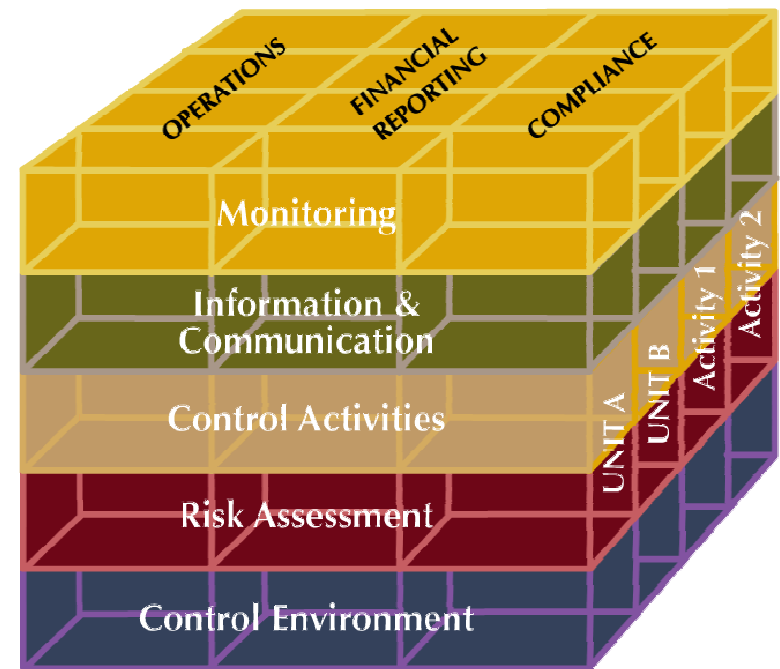 OPERATIONS
FINANCIAL
REPORTING
COMPLIANCE
Monitoring
Information &
Communication
Control Activities
Risk Assessment
Control Environment
UNIT A
UNIT B
Activity 1
Activity 2